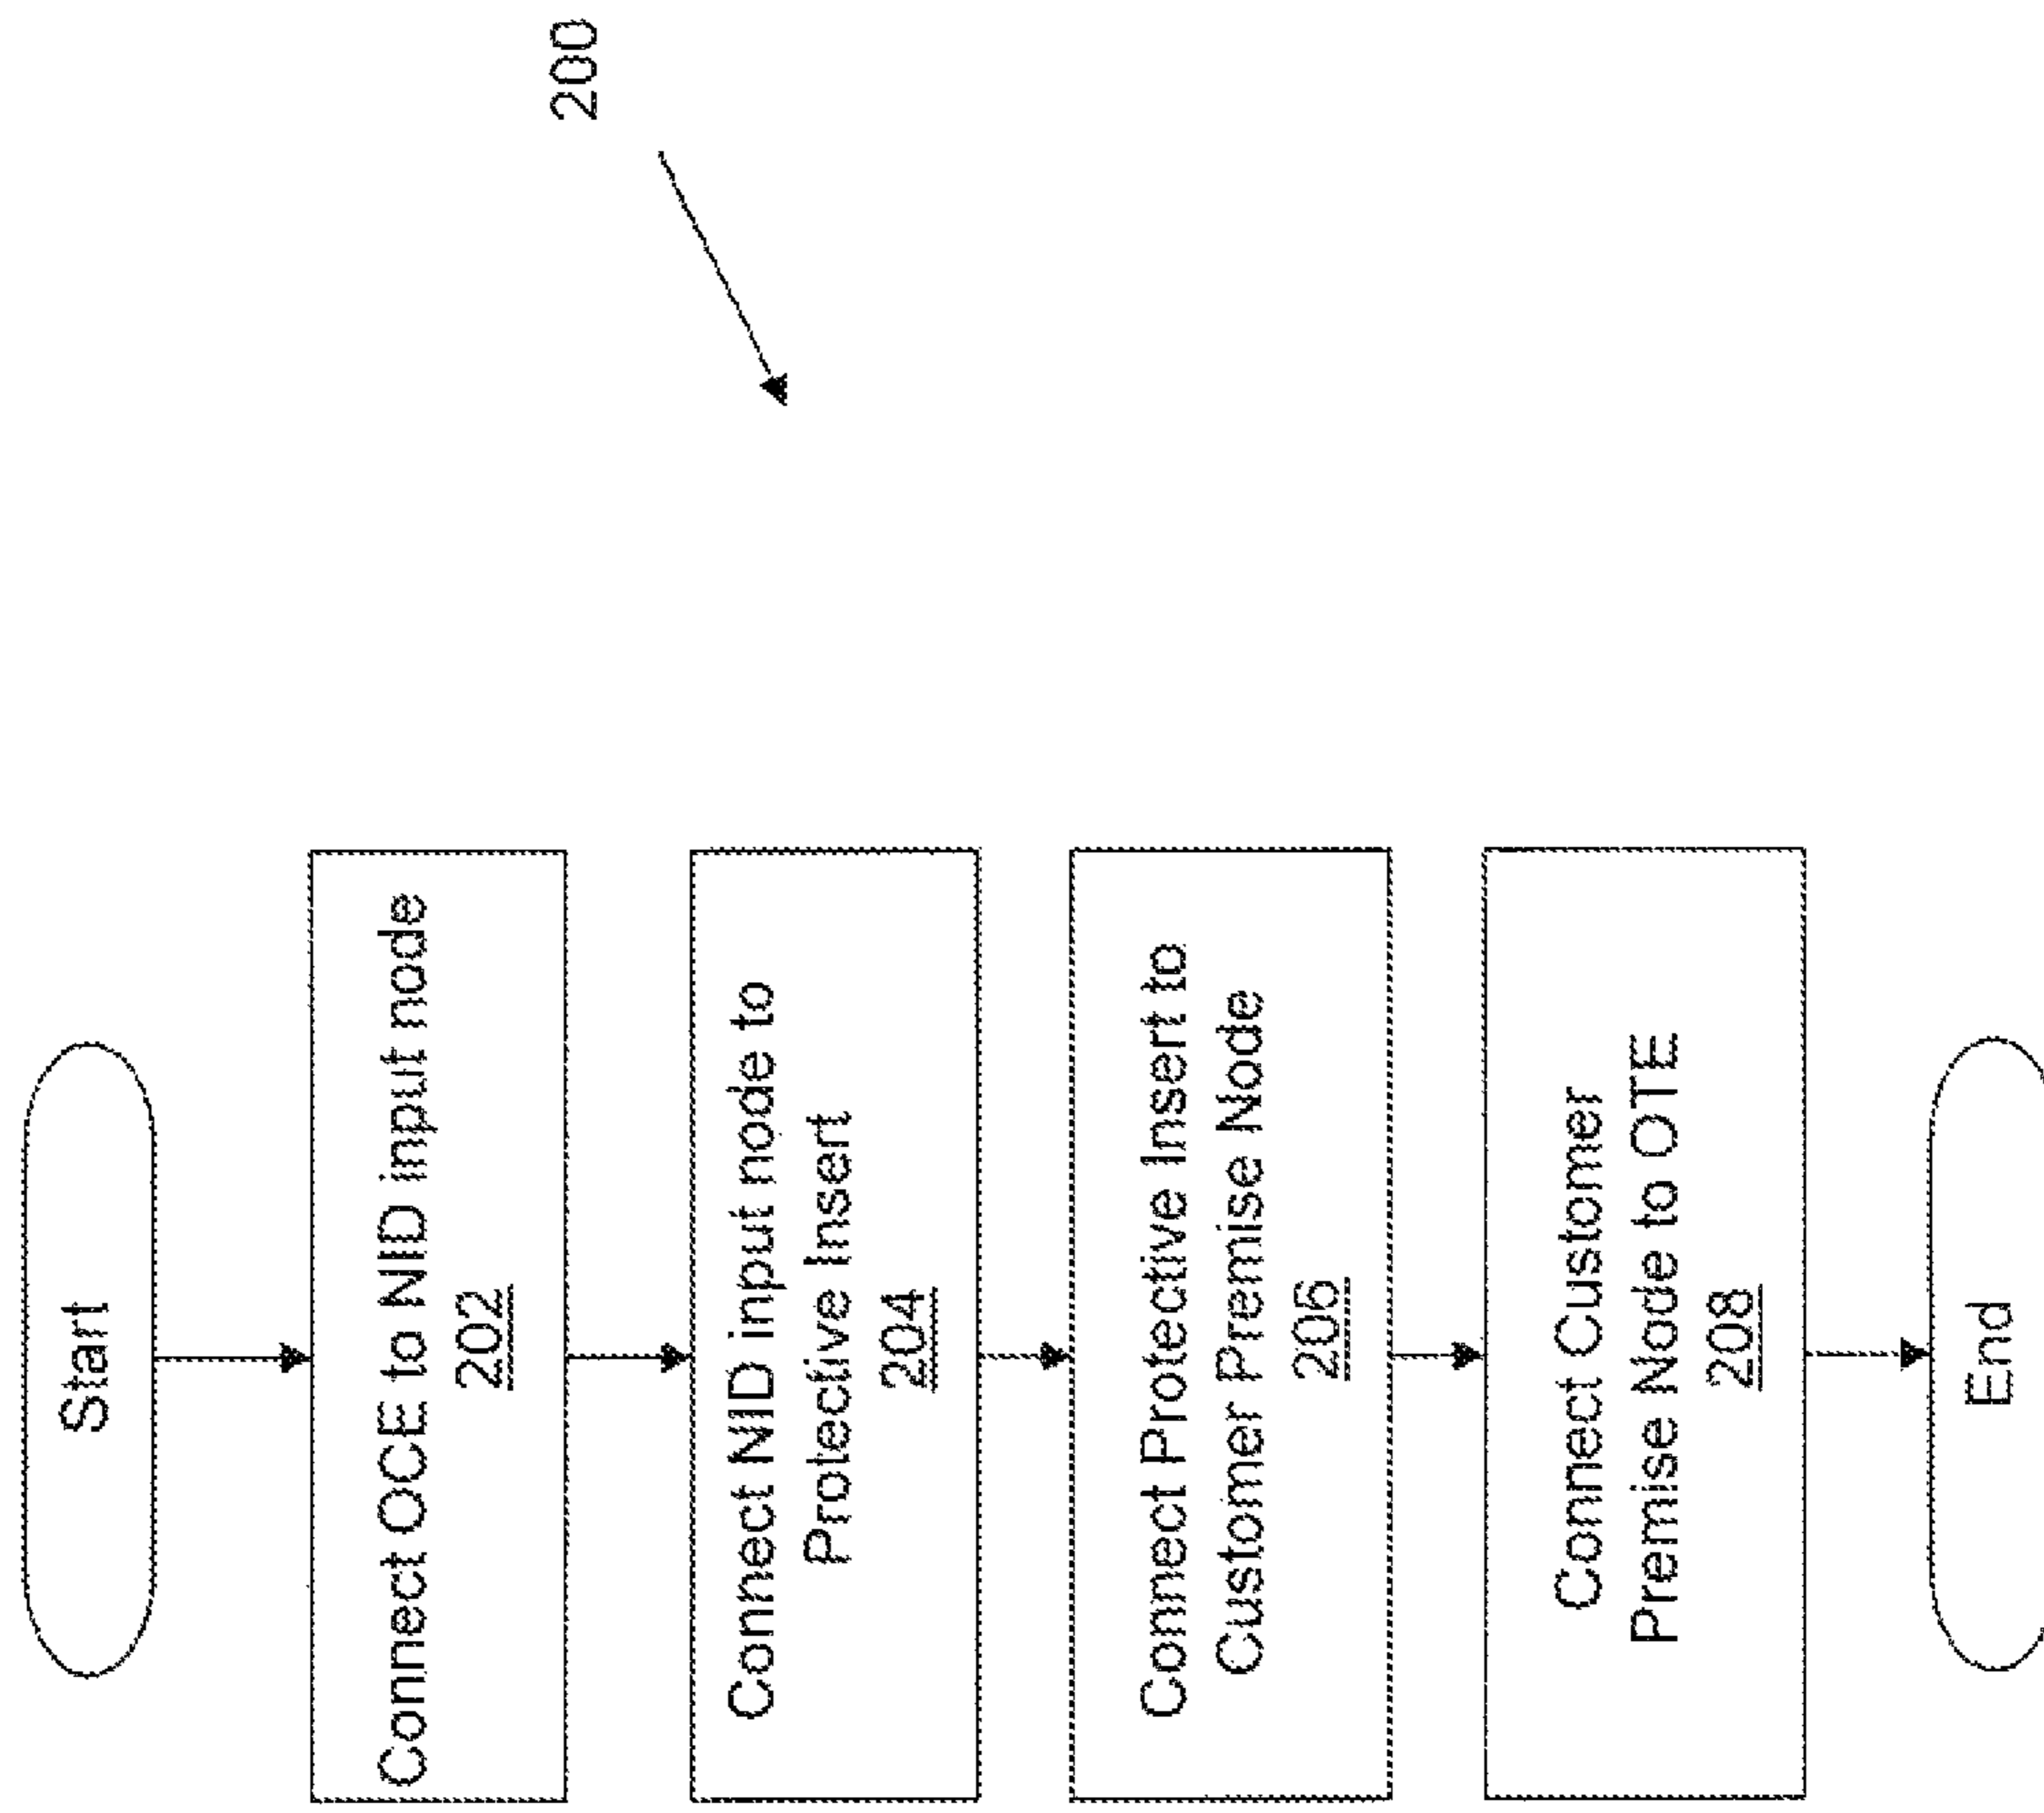 200
Start
Connect OCE to NID input node
202
Connect NID input node to
Protective Insert
204
Connect Protective Insert to
Customer Premise Node
206
Connect Customer
Premise Node to OTE
208
End